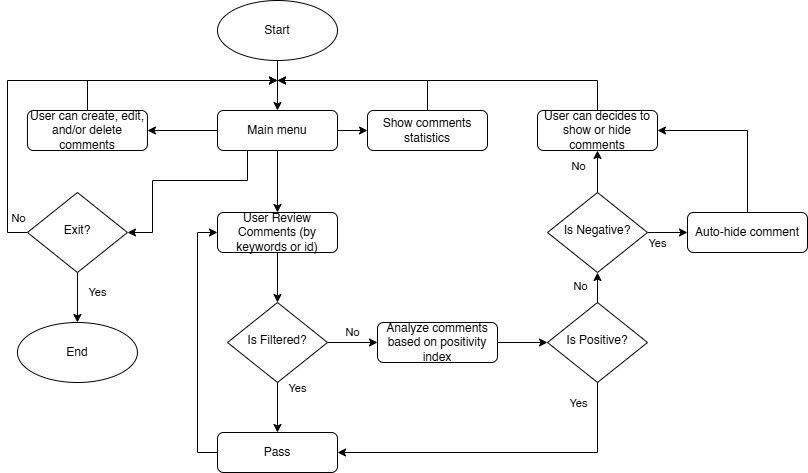 Start
User can create, edit,
and/or delete
comments
Main menu
Show comments
statistics
User can decides to
show or hide
comments
No
No
Exit?
User Review
Comments (by
keywords or id)
Is Negative?
Yes
Auto-hide comment
Yes
No
End
Is Filtered?
No
Analyze comments
based on positivity
index
Is Positive?
Yes
Yes
Pass